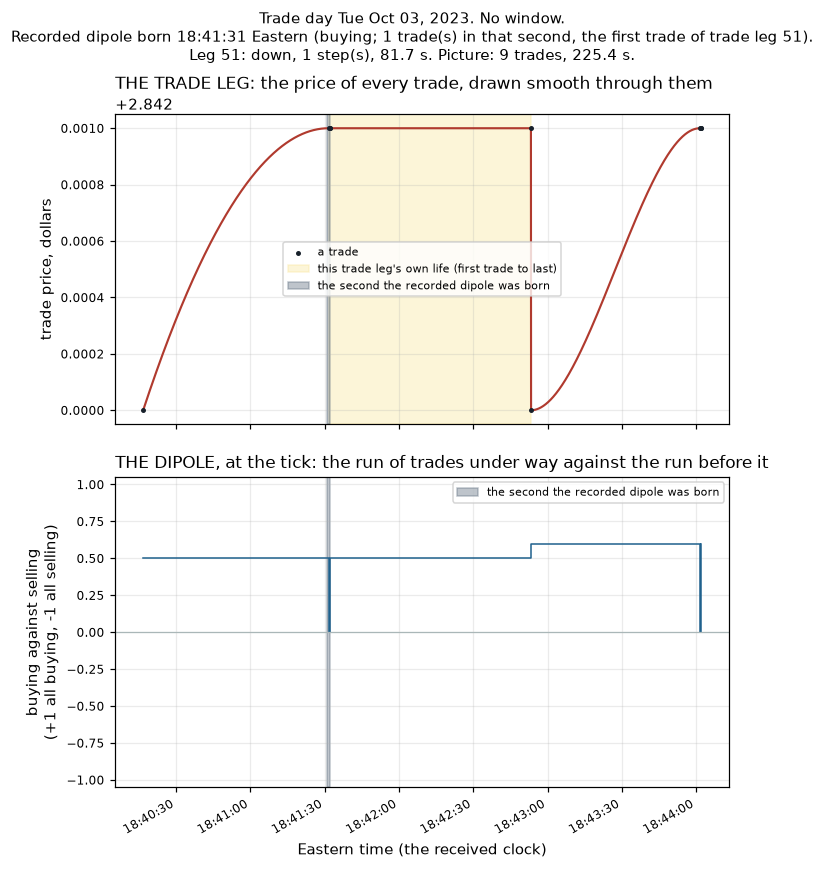 Trade day Tue Oct 03, 2023. No window.
Recorded dipole born 18:41:31 Eastern (buying; 1 trade(s) in that second, the first trade of trade leg 51).
Leg 51: down, 1 step(s), 81.7 s. Picture: 9 trades, 225.4 s.
THE TRADE LEG: the price of every trade, drawn smooth through them
+2.842
0.0010
0.0008
0.0006
0.0004
0.0002
0.0000
trade price, dollars
a trade
this trade leg's own life (first trade to last)
the second the recorded dipole was born
THE DIPOLE, at the tick: the run of trades under way against the run before it
1.00
0.75
0.50
0.25
0.00
−0.25
−0.50
−0.75
−1.00
buying against selling
(+1 all buying, -1 all selling)
the second the recorded dipole was born
18:40:30
18:41:00
18:41:30
18:42:00
18:42:30
18:43:00
18:43:30
18:44:00
Eastern time (the received clock)